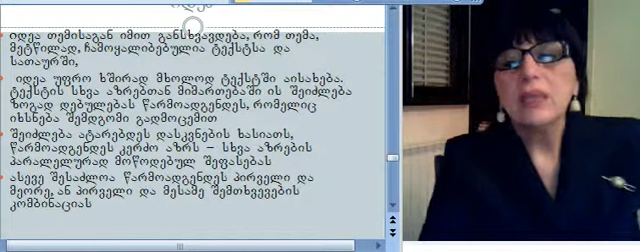 იდეა
იდეა თემისაგან იმით განსხვავდება, რომ თემა,
მეტწილად, ჩამოყალიბებულია ტექსტსა და
სათაურში,
იდეა უფრო ხშირად მხოლოდ ტექსტში აისახება.
ტექსტის სხვა აზრებთან მიმართებაში ის შეიძლება
ზოგად დებულებას წარმოადგენდეს, რომელიც
იხსნება შემდგომი გადმოცემით
შეიძლება ატარებდეს დასკვნების ხასიათს,
წარმოადგენდეს კერძო აზრს – სხვა აზრების
პარალელურად მოწოდებულ შეფასებას
ასევე შესაძლოა წარმოადგენდეს პირველი და
მეორე, ან პირველი და მესამე შემთხვევების
კომბინაციას